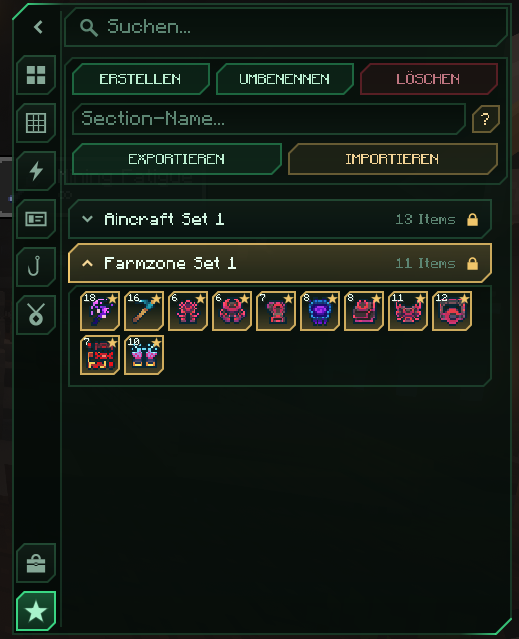 Suchen...
ERSTELLEN UMBENENNEN LÖSCHEN
Section-Name... ?
EXPORTIEREN IMPORTIEREN
Aincraft Set 1 13 Items
Farmzone Set 1 11 Items
18 16 6 6 7 8 8 11 12
7 10